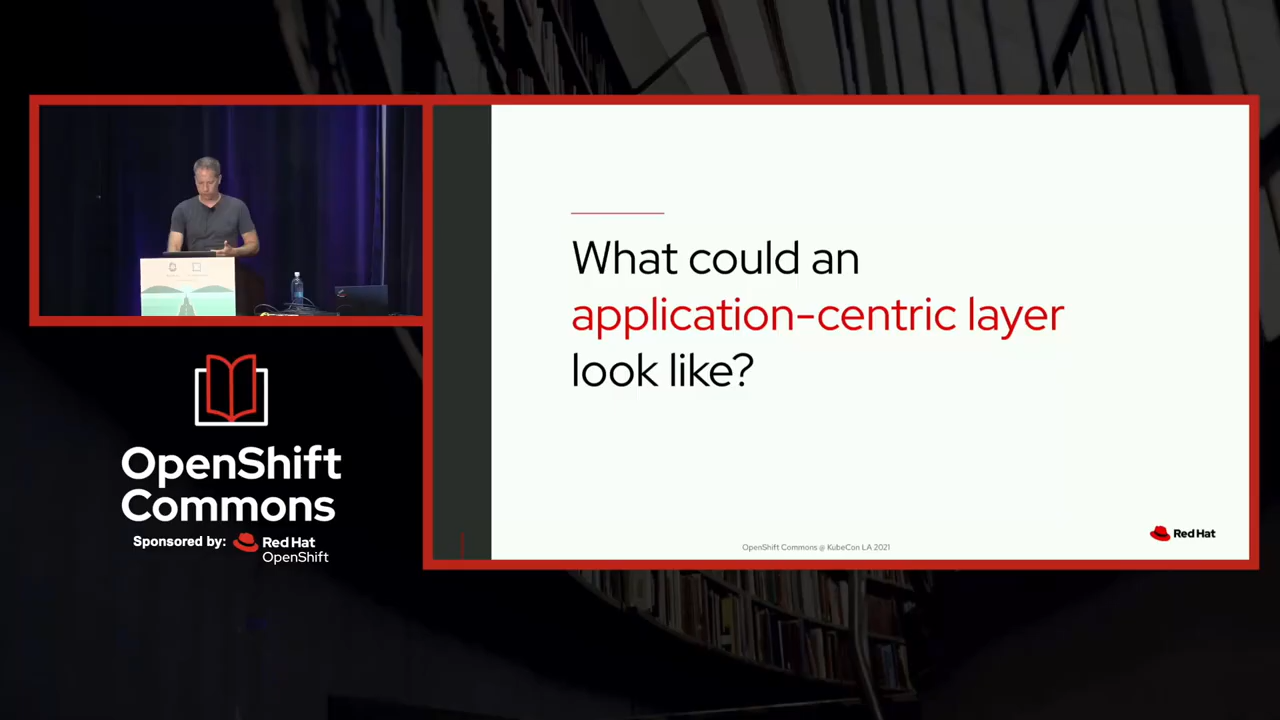 What could an
application-centric layer
look like?
OpenShift
Commons
Sponsored by:
Red Hat
OpenShift
OpenShift Commons @ KubeCon LA 2021
Red Hat